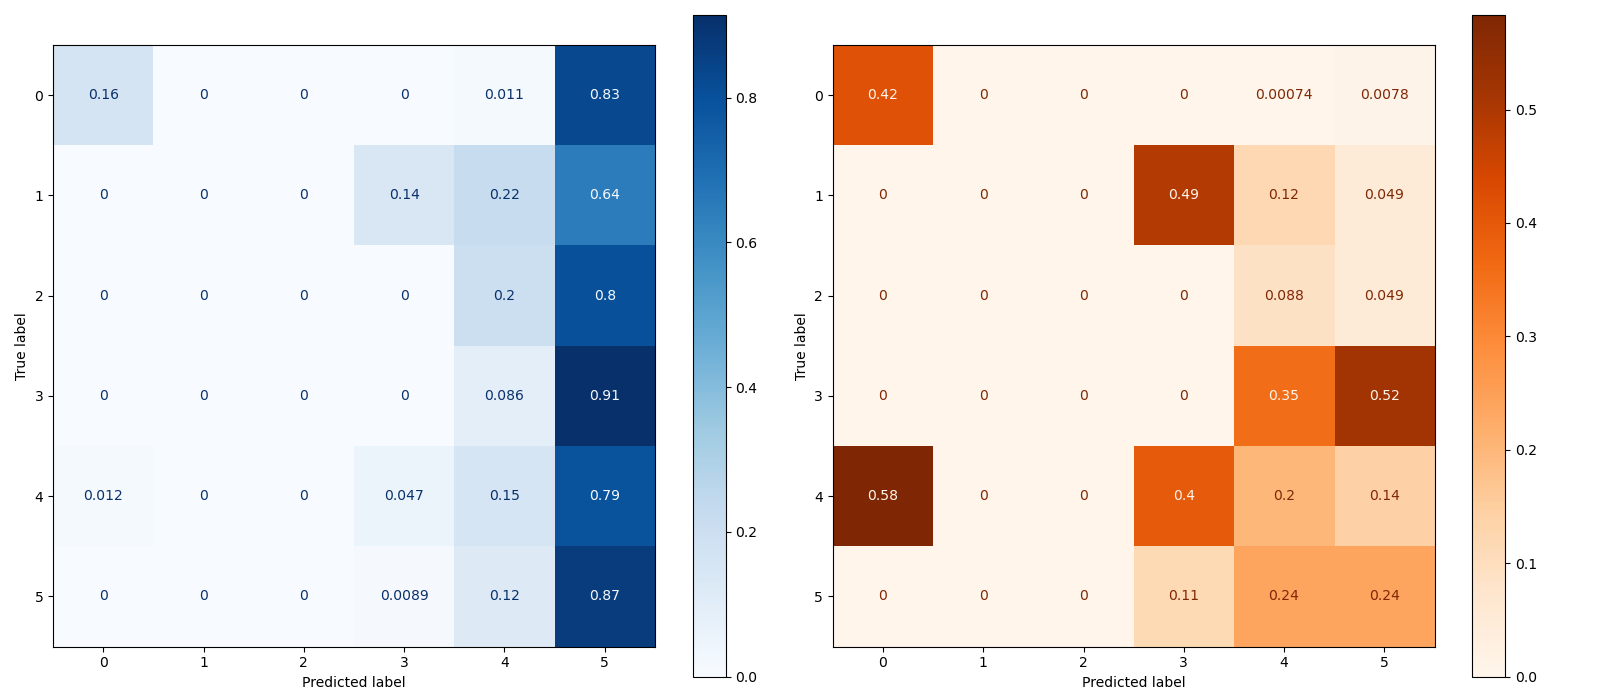 0 0.16 0 0 0 0.011 0.83
1 0 0 0 0.14 0.22 0.64
2 0 0 0 0 0.2 0.8
3 0 0 0 0 0.086 0.91
4 0.012 0 0 0.047 0.15 0.79
5 0 0 0 0.0089 0.12 0.87
0 1 2 3 4 5
True label
Predicted label
0.8
0.6
0.4
0.2
0.0
0 0.42 0 0 0 0.00074 0.0078
1 0 0 0 0.49 0.12 0.049
2 0 0 0 0 0.088 0.049
3 0 0 0 0 0.35 0.52
4 0.58 0 0 0.4 0.2 0.14
5 0 0 0 0.11 0.24 0.24
0 1 2 3 4 5
True label
Predicted label
0.5
0.4
0.3
0.2
0.1
0.0